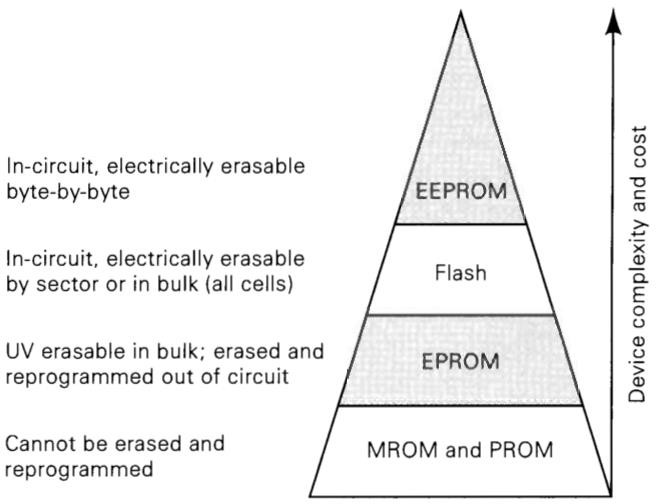 In-circuit, electrically erasable
byte-by-byte
EEPROM
In-circuit, electrically erasable
by sector or in bulk (all cells)
Flash
UV erasable in bulk; erased and
reprogrammed out of circuit
EPROM
Cannot be erased and
reprogrammed
MROM and PROM
Device complexity and cost